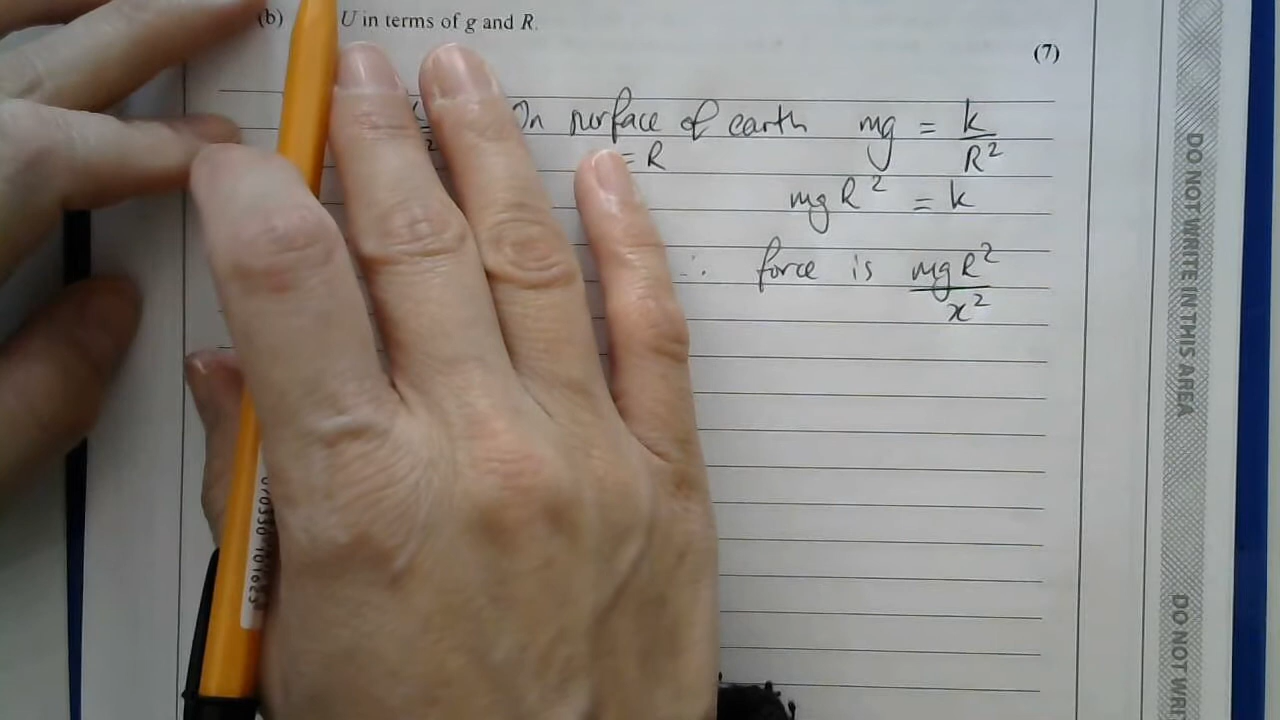 (b) U in terms of g and R.
(7)
On surface of earth mg = k/R²
= R
mgR² = k
∴ force is mgR²/x²
DO NOT WRITE IN THIS AREA
DO NOT WRI